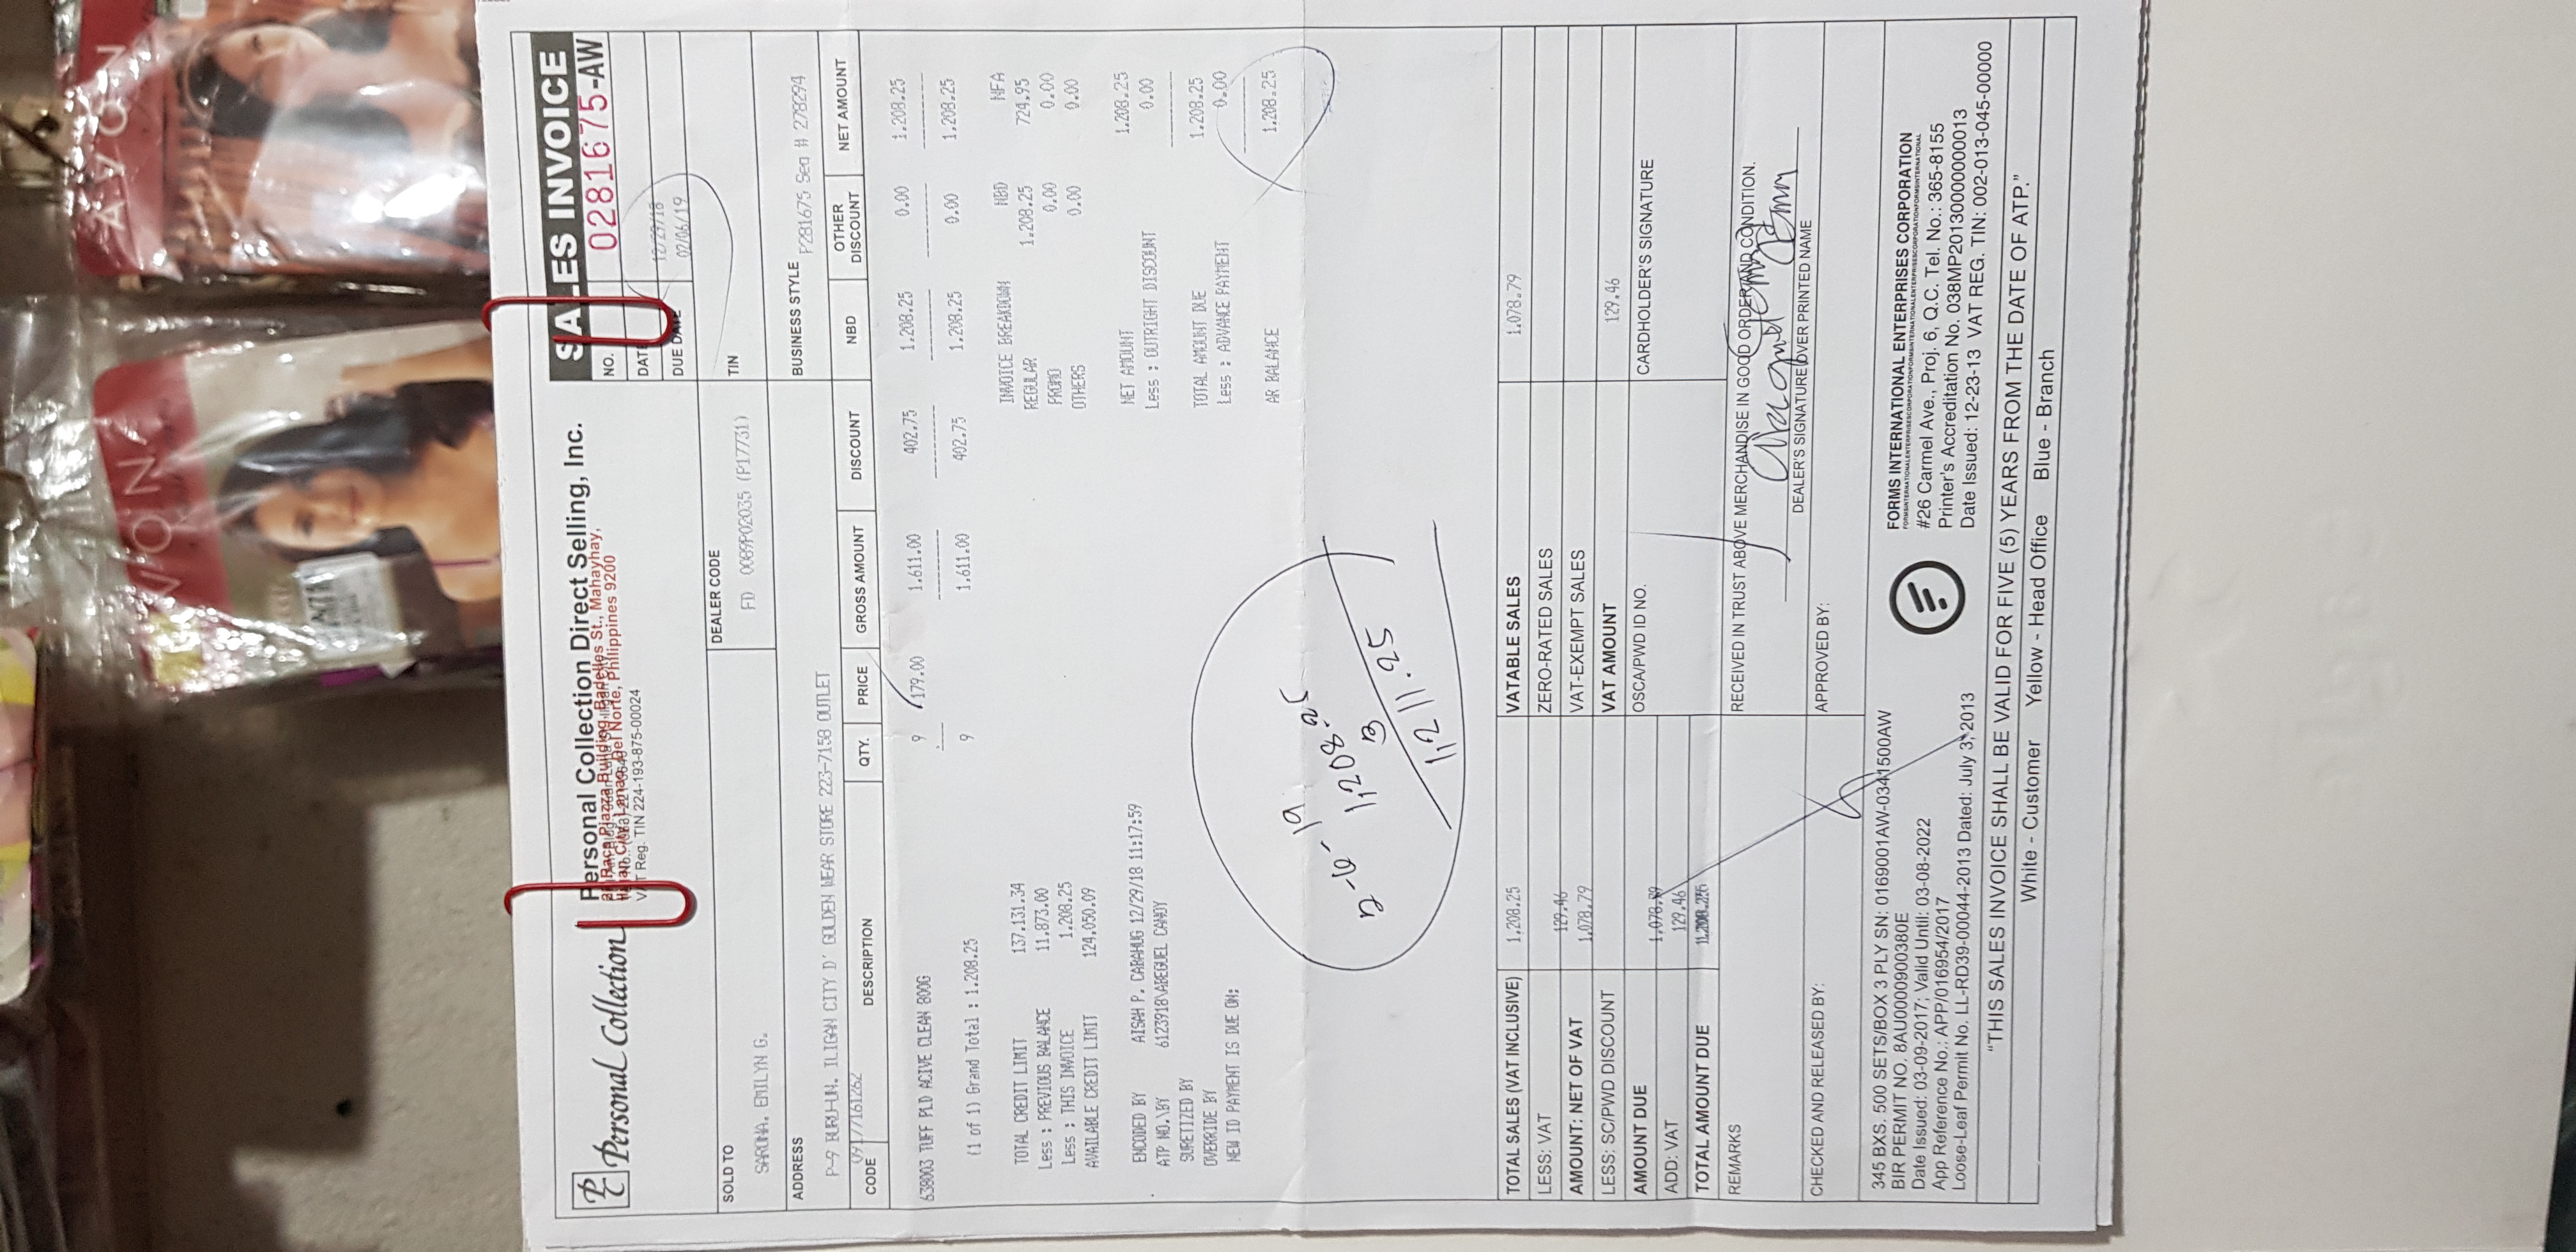 AVON
AVON
SALES INVOICE
NO. 0281675-AW
DATE 12/29/18
DUE DATE 02/06/19
Personal Collection
Personal Collection Direct Selling, Inc.
Raca Piazza Building, Badelles St., Mahayhay,
Iligan City, Lanao Del Norte, Philippines 9200
VAT Reg. TIN 224-193-875-00024
SOLD TO
SARONA, EMILYN G.
DEALER CODE
FD 0089P02035 (P17731)
TIN
ADDRESS
P-9 BURU-UN. ILIGAN CITY D' GOLDEN WEAR STORE 223-7158 OUTLET
09177161262
BUSINESS STYLE P281675 Seq # 278294
CODE DESCRIPTION QTY. PRICE GROSS AMOUNT DISCOUNT NBD OTHER DISCOUNT NET AMOUNT
638003 TUFF PLD ACIVE CLEAN 800G 9 179.00 1,611.00 402.75 1,208.25 0.00 1,208.25
(1 of 1) Grand Total : 1,208.25 9 1,611.00 402.75 1,208.25 0.00 1,208.25
TOTAL CREDIT LIMIT 137,131.34
Less : PREVIOUS BALANCE 11,873.00
Less : THIS INVOICE 1,208.25
AVAILABLE CREDIT LIMIT 124,050.09
INVOICE BREAKDOWN NBD NFA
REGULAR 1,208.25 724.95
PROMO 0.00 0.00
OTHERS 0.00 0.00
ENCODED BY AISAH P. CABAHUG 12/29/18 11:17:59
ATP NO.\BY 6123918\ABEGUEL CANOY
SURETIZED BY
OVERRIDE BY
NEW ID PAYMENT IS DUE ON:
NET AMOUNT 1,208.25
Less : OUTRIGHT DISCOUNT 0.00
TOTAL AMOUNT DUE 1,208.25
Less : ADVANCE PAYMENT 0.00
AR BALANCE 1,208.25
2-6-19
1,208.25
3
1,211.25
TOTAL SALES (VAT INCLUSIVE) 1,208.25 VATABLE SALES 1,078.79
LESS: VAT 129.46 ZERO-RATED SALES
AMOUNT: NET OF VAT 1,078.79 VAT-EXEMPT SALES
LESS: SC/PWD DISCOUNT VAT AMOUNT 129.46
AMOUNT DUE 1,078.79 OSCA/PWD ID NO. CARDHOLDER'S SIGNATURE
ADD: VAT 129.46
TOTAL AMOUNT DUE 1,208.25
REMARKS
RECEIVED IN TRUST ABOVE MERCHANDISE IN GOOD ORDER AND CONDITION.
DEALER'S SIGNATURE OVER PRINTED NAME
CHECKED AND RELEASED BY:
APPROVED BY:
345 BXS. 500 SETS/BOX 3 PLY SN: 0169001AW-0341500AW
BIR PERMIT NO. 8AU0000900380E
Date Issued: 03-09-2017; Valid Until: 03-08-2022
App Reference No.: APP/016954/2017
Loose-Leaf Permit No. LL-RD39-00044-2013 Dated: July 3, 2013
FORMS INTERNATIONAL ENTERPRISES CORPORATION
#26 Carmel Ave., Proj. 6, Q.C. Tel. No.: 365-8155
Printer's Accreditation No. 038MP20130000000013
Date Issued: 12-23-13 VAT REG. TIN: 002-013-045-00000
"THIS SALES INVOICE SHALL BE VALID FOR FIVE (5) YEARS FROM THE DATE OF ATP."
White - Customer Yellow - Head Office Blue - Branch